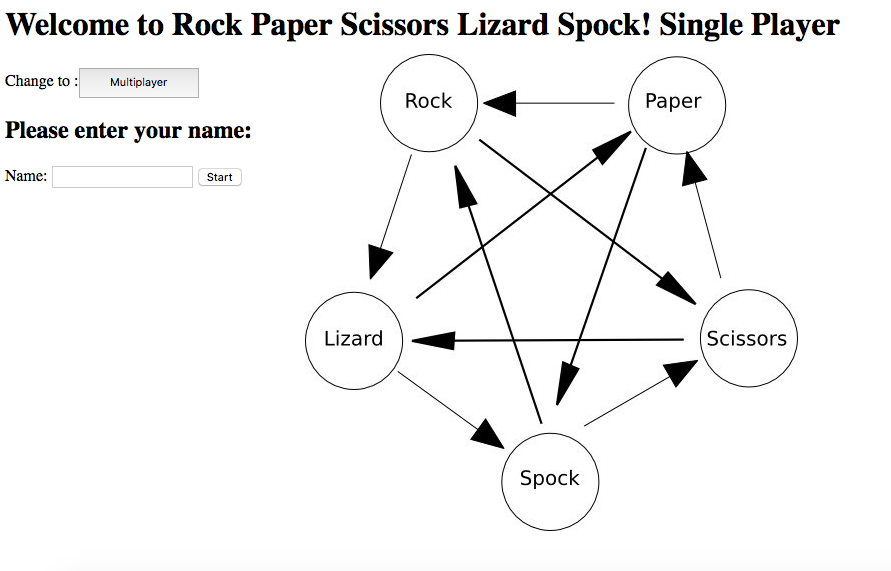 Welcome to Rock Paper Scissors Lizard Spock! Single Player
Change to : Multiplayer
Please enter your name:
Name: Start
Rock
Paper
Lizard
Scissors
Spock